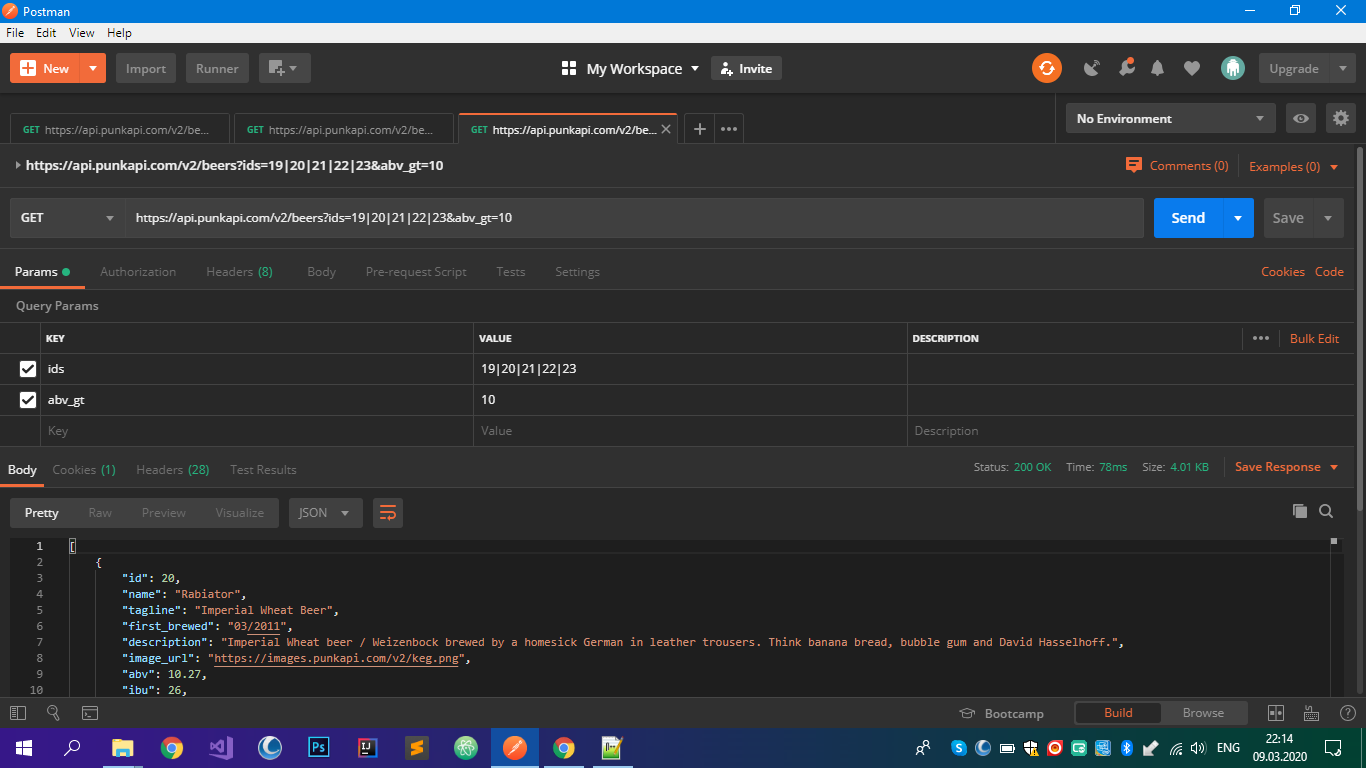 Postman
File Edit View Help
New Import Runner My Workspace Invite Upgrade
GET https://api.punkapi.com/v2/be... GET https://api.punkapi.com/v2/be... GET https://api.punkapi.com/v2/be... No Environment
https://api.punkapi.com/v2/beers?ids=19|20|21|22|23&abv_gt=10 Comments (0) Examples (0)
GET https://api.punkapi.com/v2/beers?ids=19|20|21|22|23&abv_gt=10 Send Save
Params Authorization Headers (8) Body Pre-request Script Tests Settings Cookies Code
Query Params
KEY VALUE DESCRIPTION Bulk Edit
ids 19|20|21|22|23
abv_gt 10
Key Value Description
Body Cookies (1) Headers (28) Test Results Status: 200 OK Time: 78ms Size: 4.01 KB Save Response
Pretty Raw Preview Visualize JSON
1 [
2 {
3 "id": 20,
4 "name": "Rabiator",
5 "tagline": "Imperial Wheat Beer",
6 "first_brewed": "03/2011",
7 "description": "Imperial Wheat beer / Weizenbock brewed by a homesick German in leather trousers. Think banana bread, bubble gum and David Hasselhoff.",
8 "image_url": "https://images.punkapi.com/v2/keg.png",
9 "abv": 10.27,
10 "ibu": 26,
Bootcamp Build Browse
ENG 22:14
09.03.2020